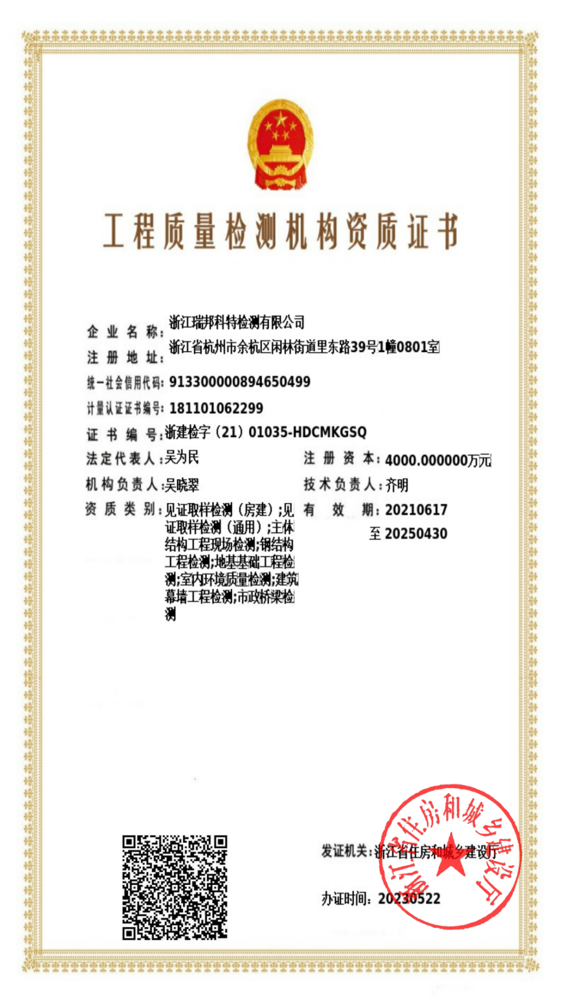 工程质量检测机构资质证书
企业名称: 浙江瑞邦科特检测有限公司
注册地址: 浙江省杭州市余杭区闲林街道里东路39号1幢0801室
统一社会信用代码: 913300000894650499
计量认证证书编号: 181101062299
证书编号: 浙建检字（21）01035-HDCMKGSQ
法定代表人: 吴为民 注册资本: 4000.000000万元
机构负责人: 吴晓翠 技术负责人: 齐明
资质类别: 见证取样检测（房建）;见 有效期: 20210617
证取样检测（通用）;主体 至 20250430
结构工程现场检测;钢结构
工程检测;地基基础工程检
测;室内环境质量检测;建筑
幕墙工程检测;市政桥梁检
测
浙江省住房和城乡建设厅
发证机关: 浙江省住房和城乡建设厅
办证时间: 20230522